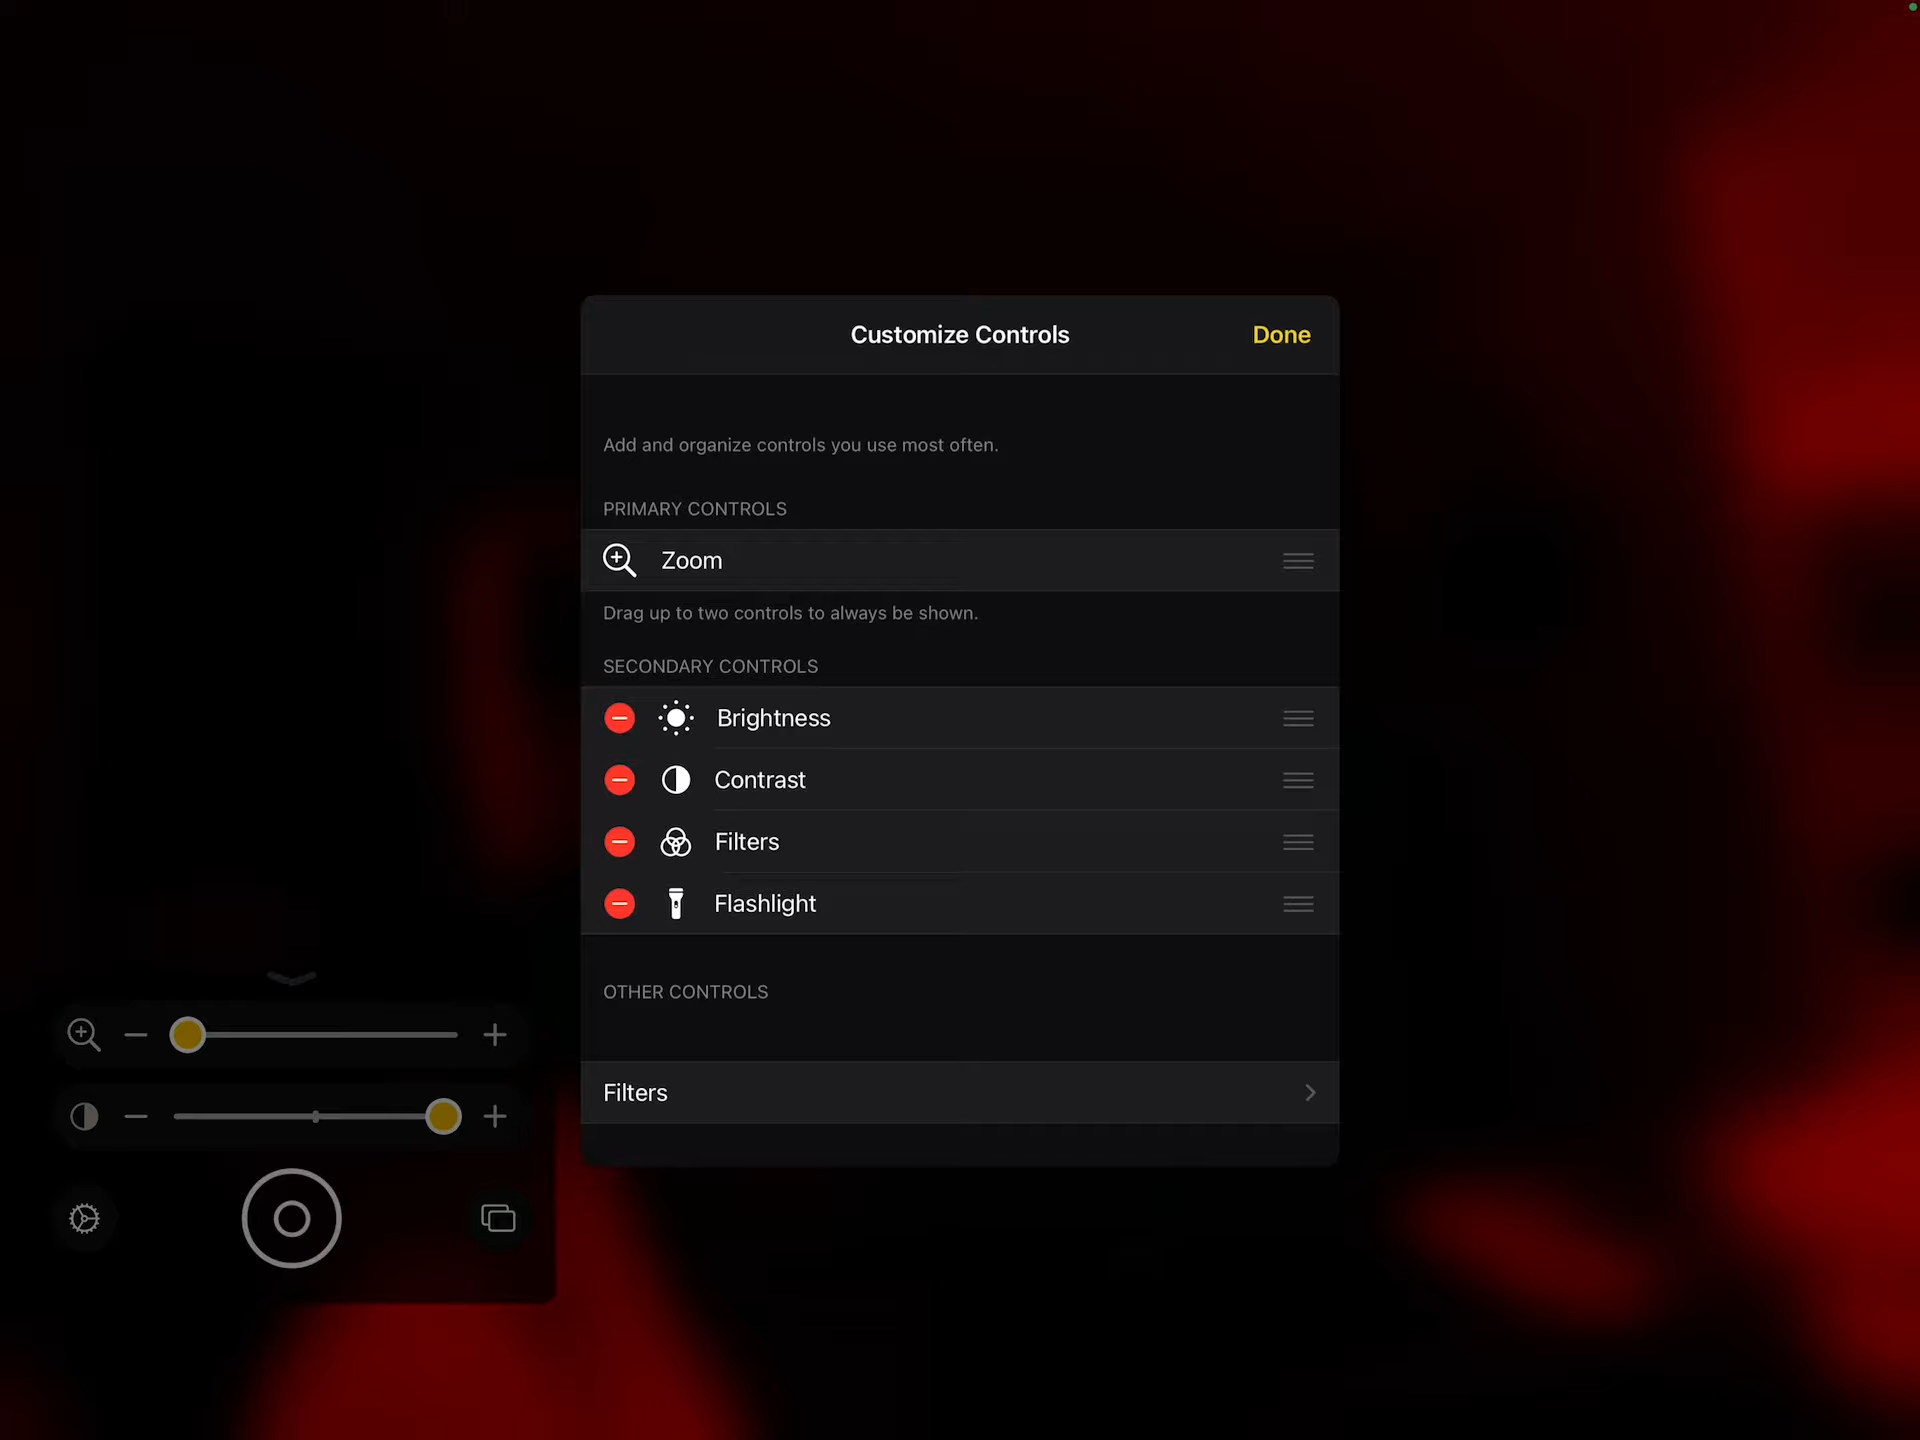 Customize Controls
Done
Add and organize controls you use most often.
PRIMARY CONTROLS
Zoom
Drag up to two controls to always be shown.
SECONDARY CONTROLS
Brightness
Contrast
Filters
Flashlight
OTHER CONTROLS
Filters